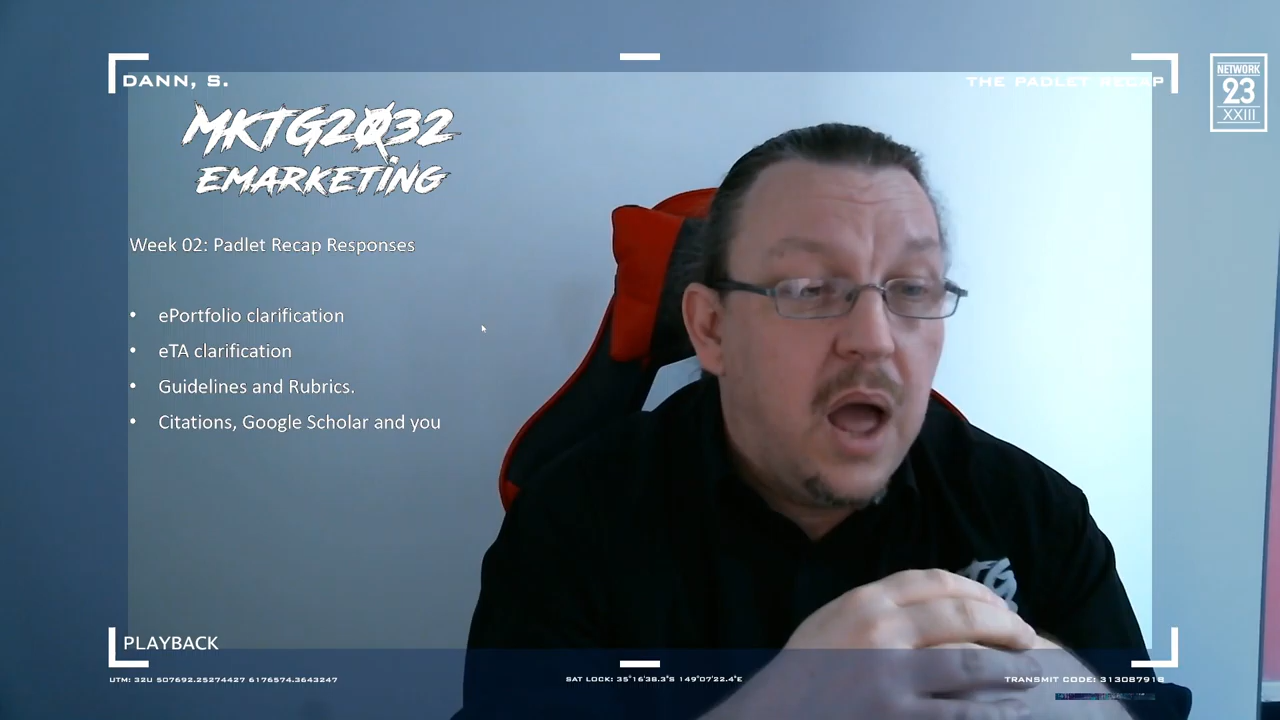 DANN, S.
THE PADLET RECAP
NETWORK
23
XXIII
MKTG2032
EMARKETING
Week 02: Padlet Recap Responses
• ePortfolio clarification
• eTA clarification
• Guidelines and Rubrics.
• Citations, Google Scholar and you
PLAYBACK
UTM: 32U 507692.25274427 6176574.3643247
SAT LOCK: 35°16'38.3"S 149°07'22.4"E
TRANSMIT CODE: 313087918